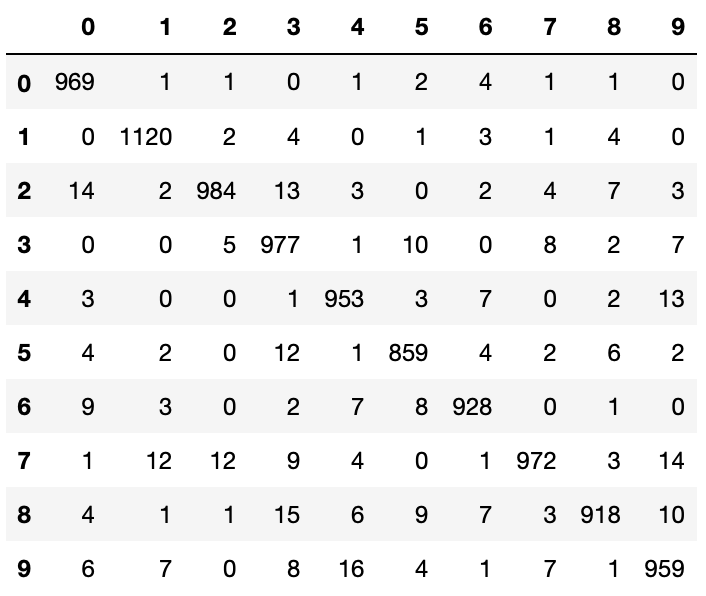 0 1 2 3 4 5 6 7 8 9
0 969 1 1 0 1 2 4 1 1 0
1 0 1120 2 4 0 1 3 1 4 0
2 14 2 984 13 3 0 2 4 7 3
3 0 0 5 977 1 10 0 8 2 7
4 3 0 0 1 953 3 7 0 2 13
5 4 2 0 12 1 859 4 2 6 2
6 9 3 0 2 7 8 928 0 1 0
7 1 12 12 9 4 0 1 972 3 14
8 4 1 1 15 6 9 7 3 918 10
9 6 7 0 8 16 4 1 7 1 959